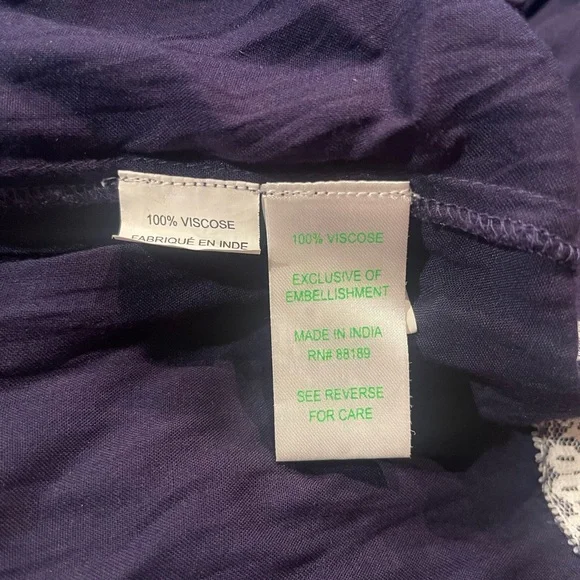 100% VISCOSE
FABRIQUÉ EN INDE
100% VISCOSE
EXCLUSIVE OF
EMBELLISHMENT
MADE IN INDIA
RN# 88189
SEE REVERSE
FOR CARE